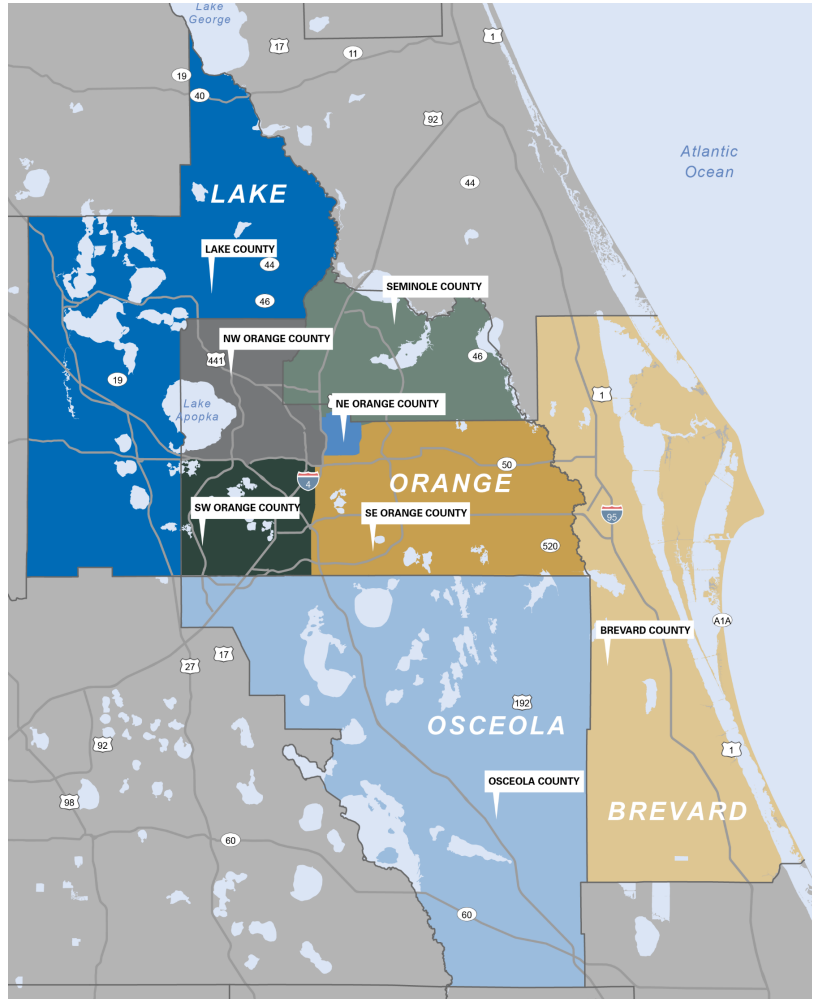 Lake
George
17
1
11
19
40
92
Atlantic
Ocean
44
LAKE
LAKE COUNTY
44
SEMINOLE COUNTY
46
NW ORANGE COUNTY
441
46
19
1
Lake
Apopka
NE ORANGE COUNTY
50
4
ORANGE
SW ORANGE COUNTY
SE ORANGE COUNTY
95
520
A1A
BREVARD COUNTY
17
27
192
OSCEOLA
92
1
OSCEOLA COUNTY
98
BREVARD
60
60